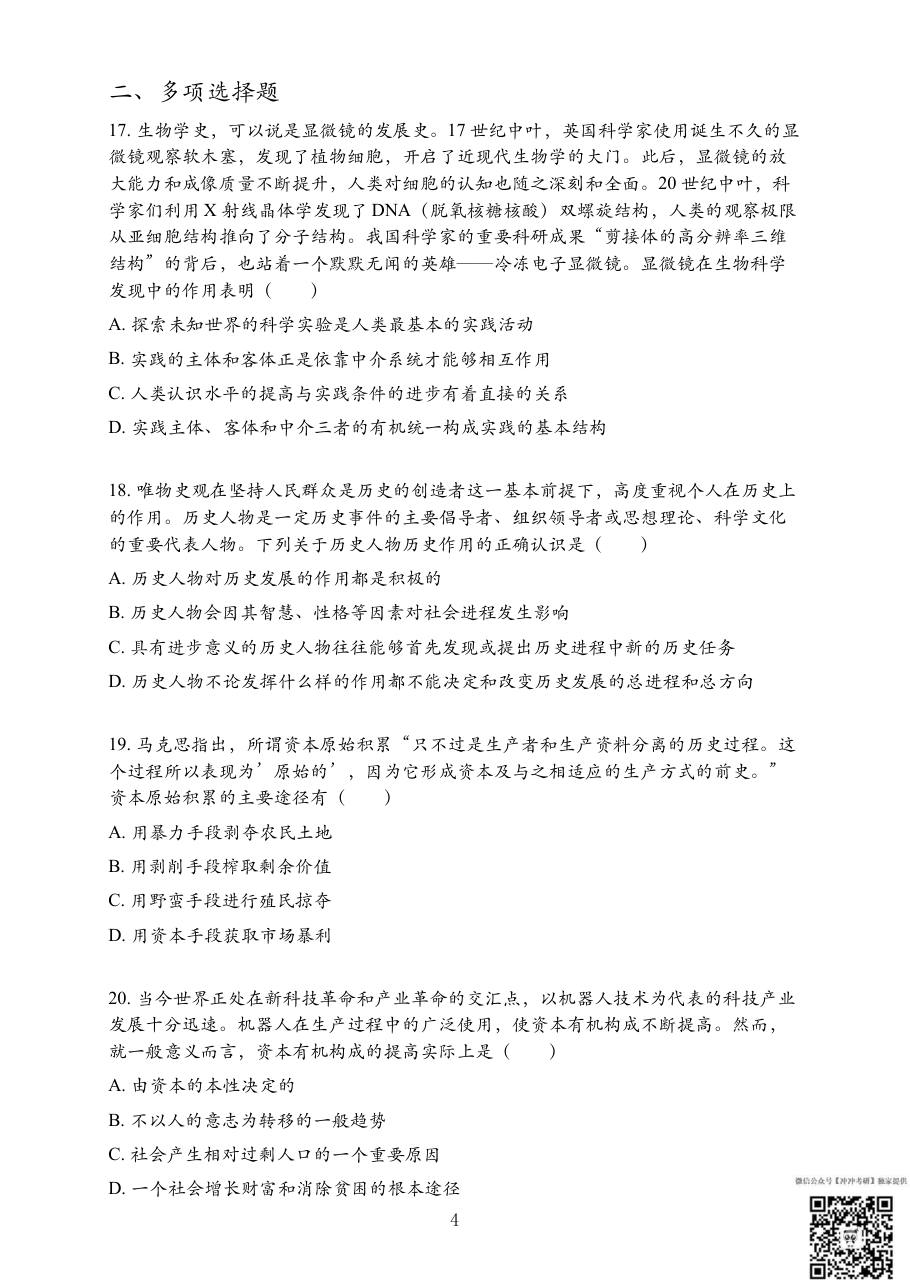 二、多项选择题
17. 生物学史，可以说是显微镜的发展史。17 世纪中叶，英国科学家使用诞生不久的显
微镜观察软木塞，发现了植物细胞，开启了近现代生物学的大门。此后，显微镜的放
大能力和成像质量不断提升，人类对细胞的认知也随之深刻和全面。20 世纪中叶，科
学家们利用 X 射线晶体学发现了 DNA（脱氧核糖核酸）双螺旋结构，人类的观察极限
从亚细胞结构推向了分子结构。我国科学家的重要科研成果“剪接体的高分辨率三维
结构”的背后，也站着一个默默无闻的英雄——冷冻电子显微镜。显微镜在生物科学
发现中的作用表明（　　）
A. 探索未知世界的科学实验是人类最基本的实践活动
B. 实践的主体和客体正是依靠中介系统才能够相互作用
C. 人类认识水平的提高与实践条件的进步有着直接的关系
D. 实践主体、客体和中介三者的有机统一构成实践的基本结构
18. 唯物史观在坚持人民群众是历史的创造者这一基本前提下，高度重视个人在历史上
的作用。历史人物是一定历史事件的主要倡导者、组织领导者或思想理论、科学文化
的重要代表人物。下列关于历史人物历史作用的正确认识是（　　）
A. 历史人物对历史发展的作用都是积极的
B. 历史人物会因其智慧、性格等因素对社会进程发生影响
C. 具有进步意义的历史人物往往能够首先发现或提出历史进程中新的历史任务
D. 历史人物不论发挥什么样的作用都不能决定和改变历史发展的总进程和总方向
19. 马克思指出，所谓资本原始积累“只不过是生产者和生产资料分离的历史过程。这
个过程所以表现为’原始的’，因为它形成资本及与之相适应的生产方式的前史。”
资本原始积累的主要途径有（　　）
A. 用暴力手段剥夺农民土地
B. 用剥削手段榨取剩余价值
C. 用野蛮手段进行殖民掠夺
D. 用资本手段获取市场暴利
20. 当今世界正处在新科技革命和产业革命的交汇点，以机器人技术为代表的科技产业
发展十分迅速。机器人在生产过程中的广泛使用，使资本有机构成不断提高。然而，
就一般意义而言，资本有机构成的提高实际上是（　　）
A. 由资本的本性决定的
B. 不以人的意志为转移的一般趋势
C. 社会产生相对过剩人口的一个重要原因
D. 一个社会增长财富和消除贫困的根本途径
微信公众号【冲冲考研】独家提供
4